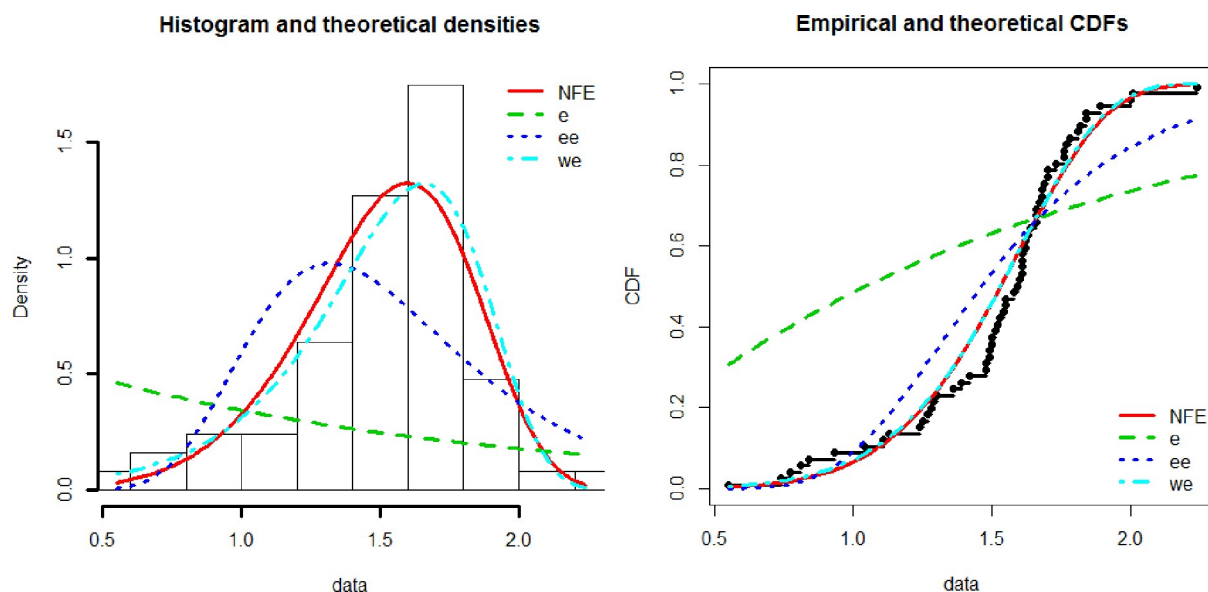 Histogram and theoretical densities
NFE
e
ee
we
Density
0.0
0.5
1.0
1.5
0.5
1.0
1.5
2.0
data
Empirical and theoretical CDFs
CDF
0.0
0.2
0.4
0.6
0.8
1.0
NFE
e
ee
we
0.5
1.0
1.5
2.0
data